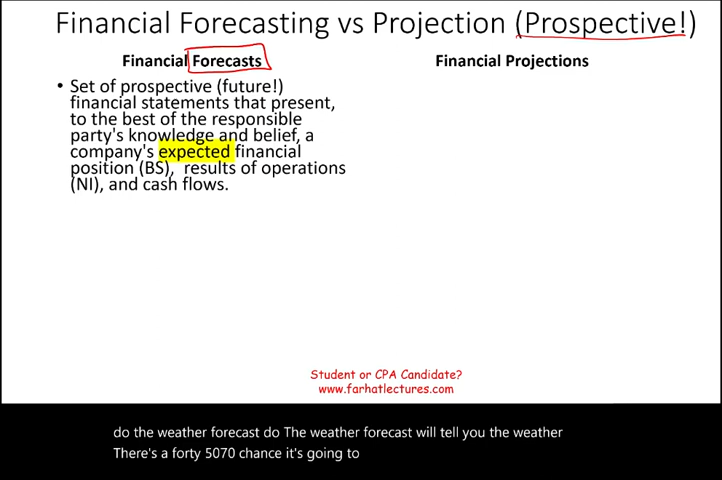 Financial Forecasting vs Projection (Prospective!)
Financial Forecasts
Financial Projections
• Set of prospective (future!)
financial statements that present,
to the best of the responsible
party's knowledge and belief, a
company's expected financial
position (BS), results of operations
(NI), and cash flows.
Student or CPA Candidate?
www.farhatlectures.com
do the weather forecast do The weather forecast will tell you the weather
There's a forty 5070 chance it's going to